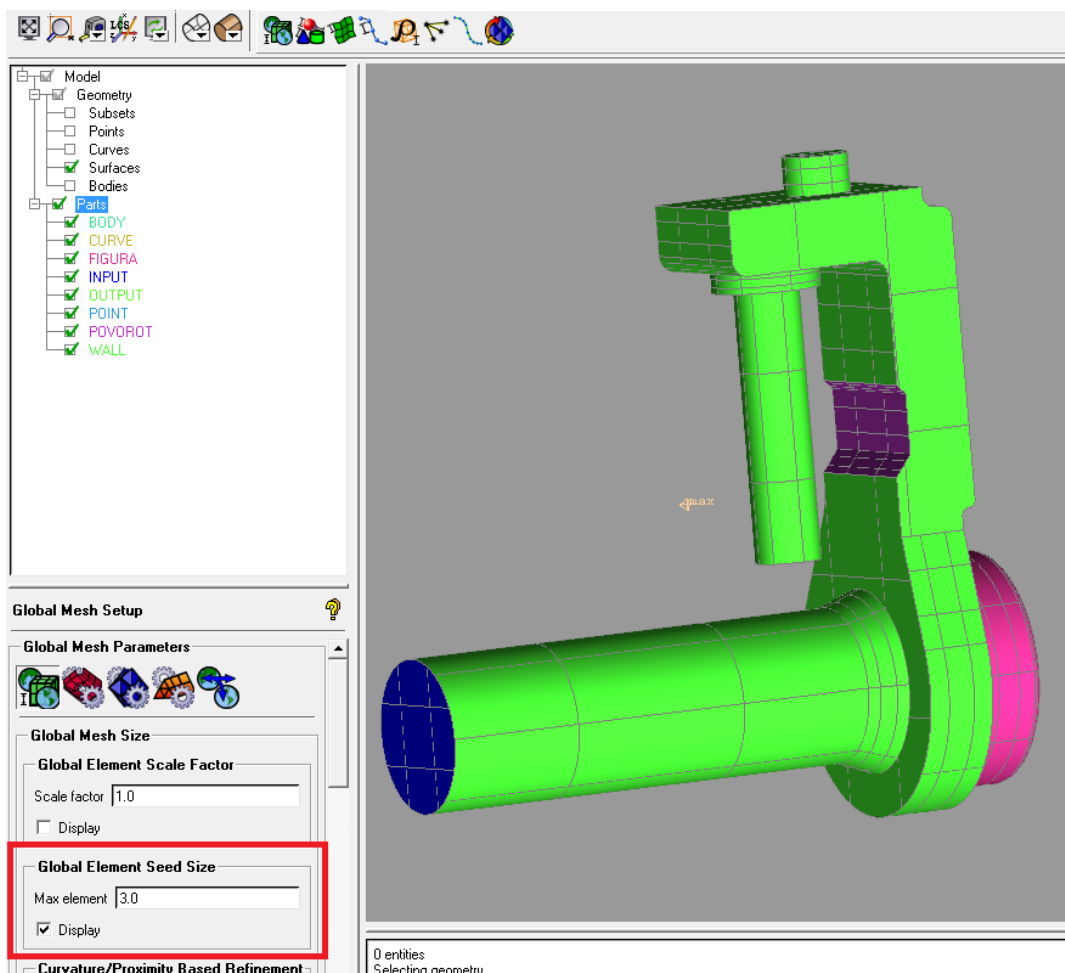 LCS
Model
Geometry
Subsets
Points
Curves
Surfaces
Bodies
Parts
BODY
CURVE
FIGURA
INPUT
OUTPUT
POINT
POVOROT
WALL
max
Global Mesh Setup
Global Mesh Parameters
Global Mesh Size
Global Element Scale Factor
Scale factor 1.0
Display
Global Element Seed Size
Max element 3.0
Display
Curvature/Proximity Based Refinement
0 entities
Selecting geometry